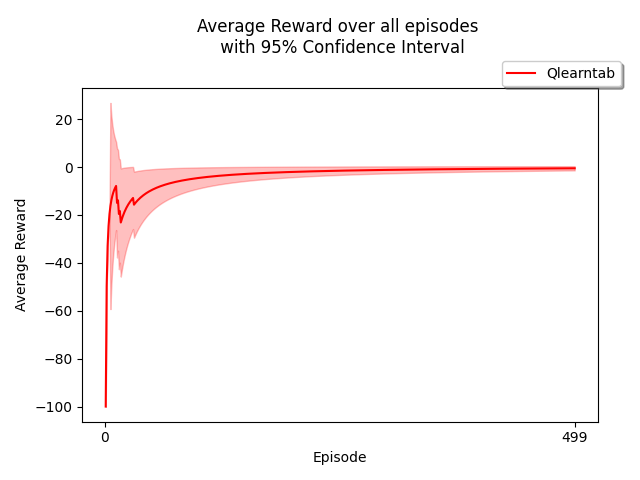 Average Reward over all episodes
with 95% Confidence Interval
Qlearntab
20
0
−20
−40
−60
−80
−100
Average Reward
0
499
Episode